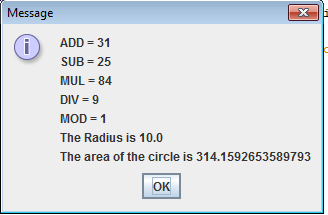 Message
ADD = 31
SUB = 25
MUL = 84
DIV = 9
MOD = 1
The Radius is 10.0
The area of the circle is 314.1592653589793
OK